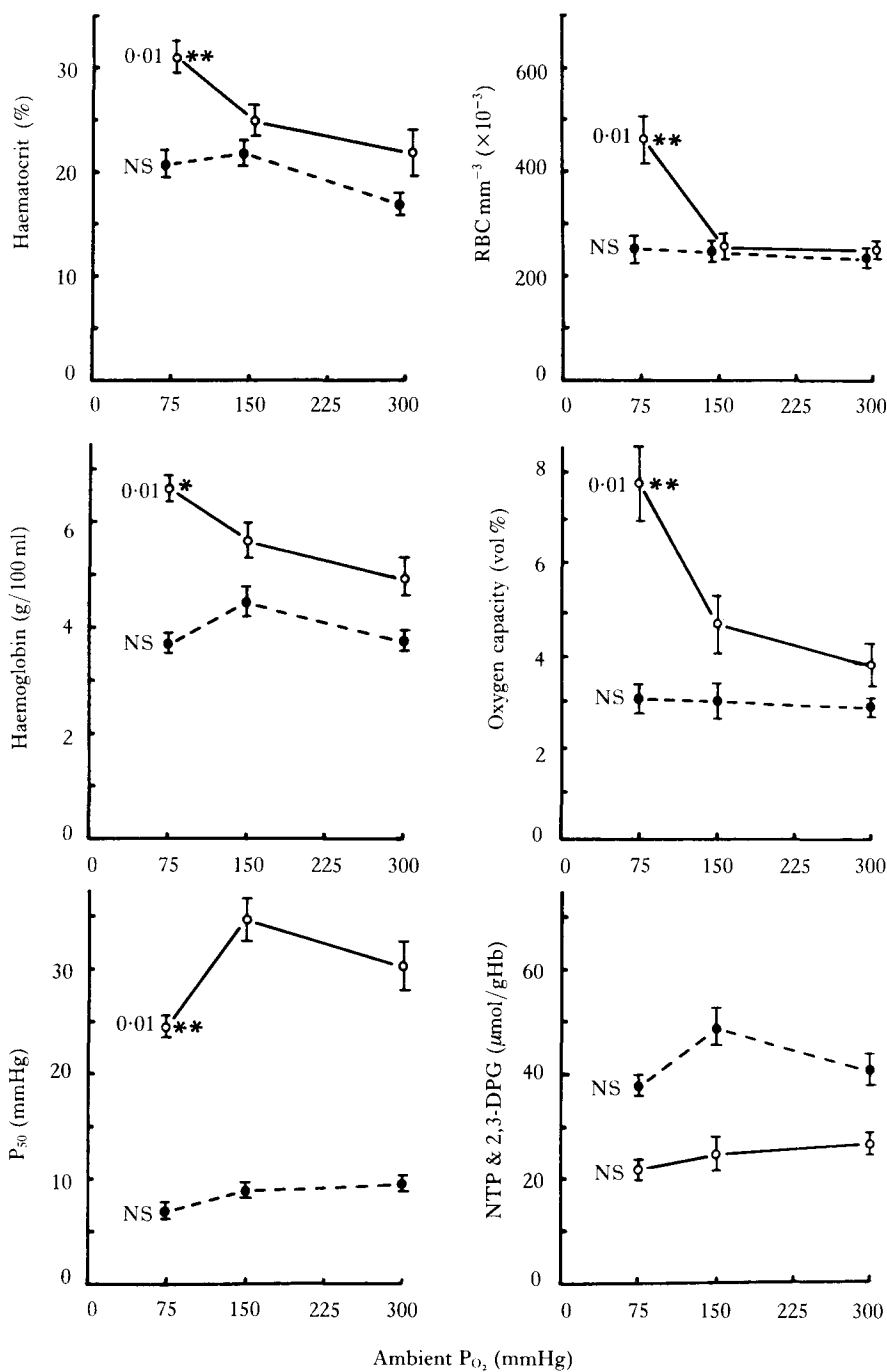 Haematocrit (%)
30
20
10
0
0·01 **
NS
0 75 150 225 300
RBC mm⁻³ (×10⁻³)
600
400
200
0
0·01 **
NS
0 75 150 225 300
Haemoglobin (g/100 ml)
6
4
2
0
0·01 *
NS
0 75 150 225 300
Oxygen capacity (vol %)
8
6
4
2
0
0·01 **
NS
0 75 150 225 300
P₅₀ (mmHg)
30
20
10
0
0·01 **
NS
0 75 150 225 300
NTP & 2,3-DPG (μmol/gHb)
60
40
20
0
NS
NS
0 75 150 225 300
Ambient P_O₂ (mmHg)